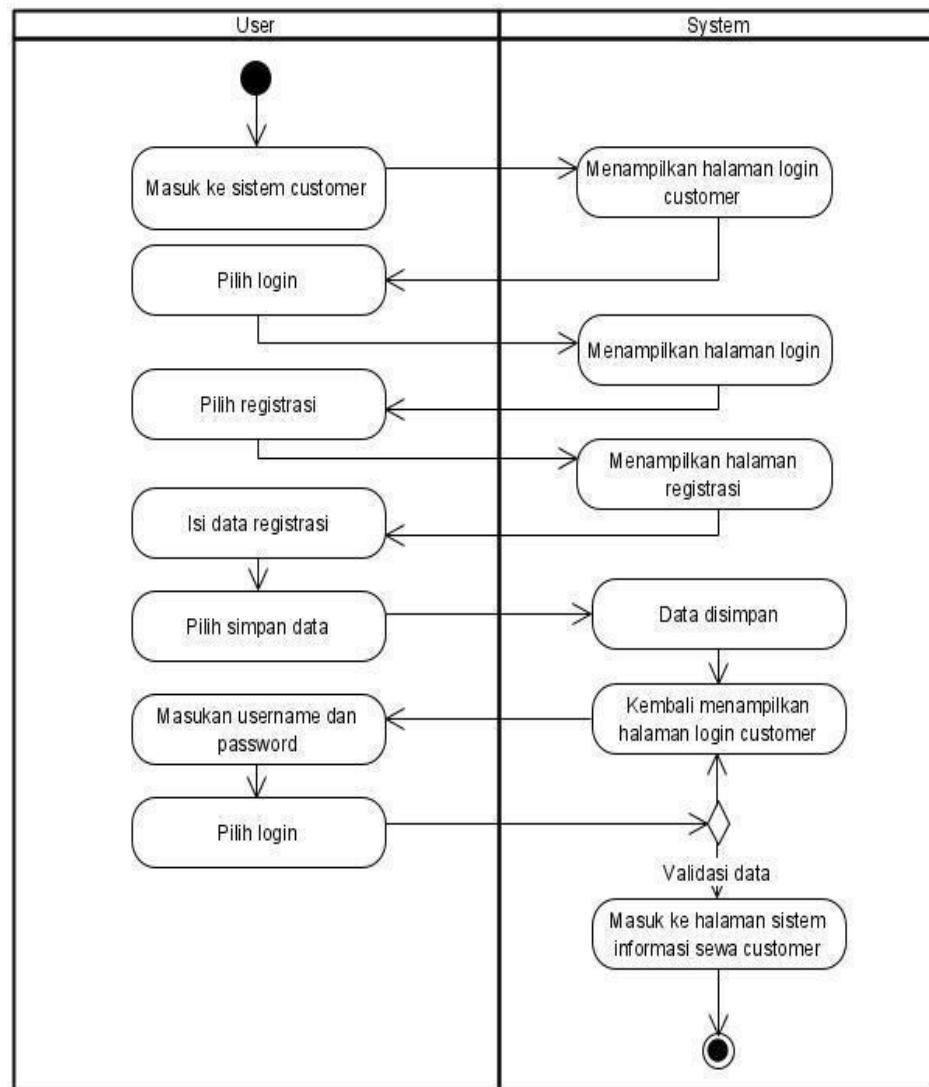 User
System
Masuk ke sistem customer
Menampilkan halaman login
customer
Pilih login
Menampilkan halaman login
Pilih registrasi
Menampilkan halaman
registrasi
Isi data registrasi
Pilih simpan data
Data disimpan
Masukan username dan
password
Kembali menampilkan
halaman login customer
Pilih login
Validasi data
Masuk ke halaman sistem
informasi sewa customer